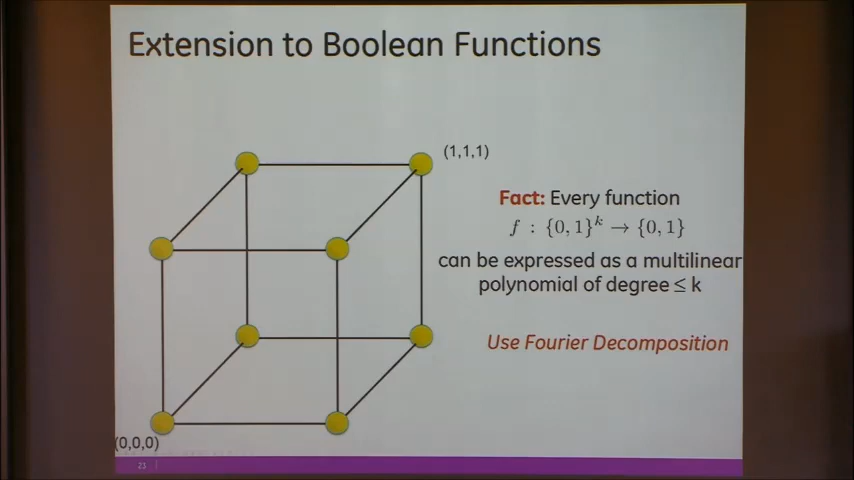 Extension to Boolean Functions
(1,1,1)
Fact: Every function
f : {0,1}^k → {0,1}
can be expressed as a multilinear
polynomial of degree ≤ k
Use Fourier Decomposition
(0,0,0)
21